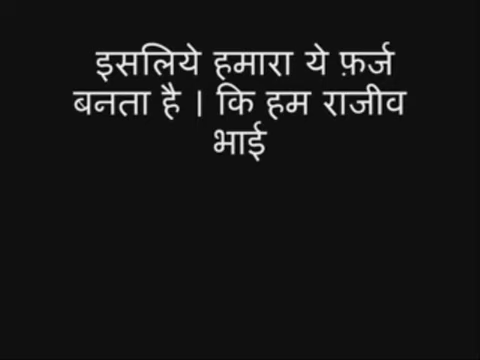 इसलिये हमारा ये फ़र्ज
बनता है । कि हम राजीव
भाई